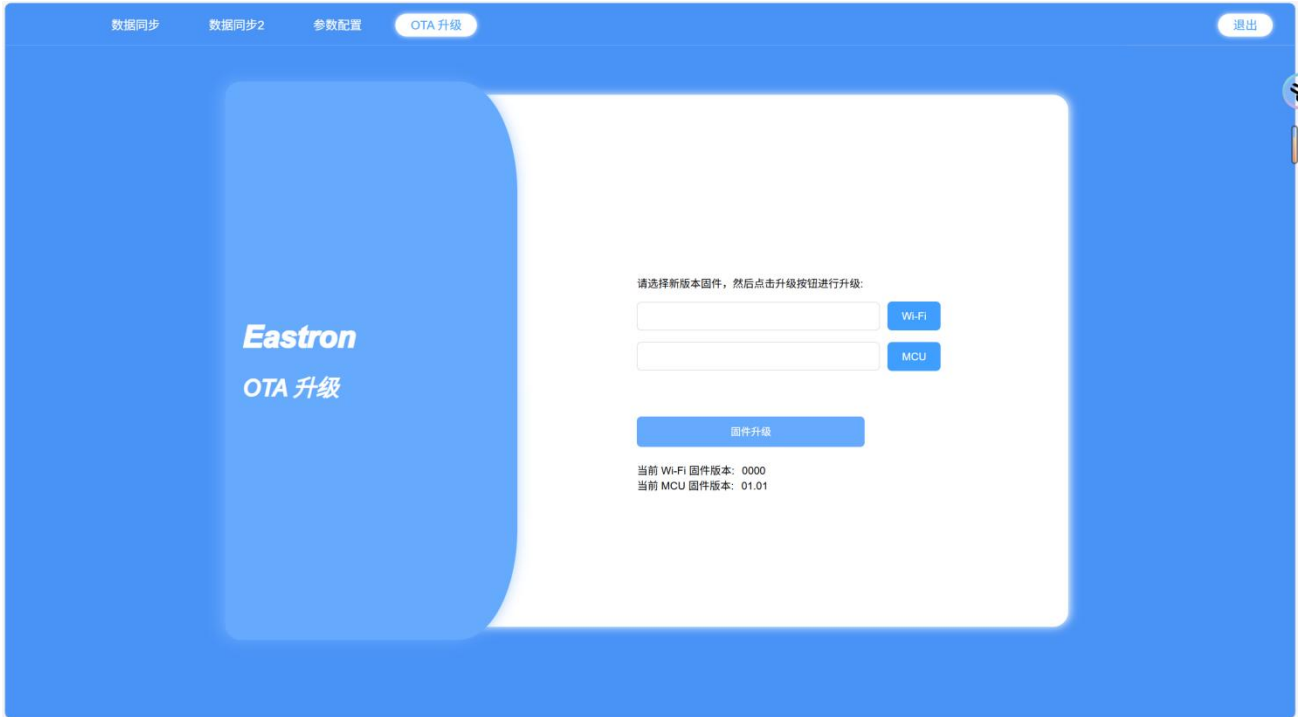 数据同步 数据同步2 参数配置 OTA 升级 退出
Eastron
OTA 升级
请选择新版本固件，然后点击升级按钮进行升级:
Wi-Fi
MCU
固件升级
当前 Wi-Fi 固件版本: 0000
当前 MCU 固件版本: 01.01